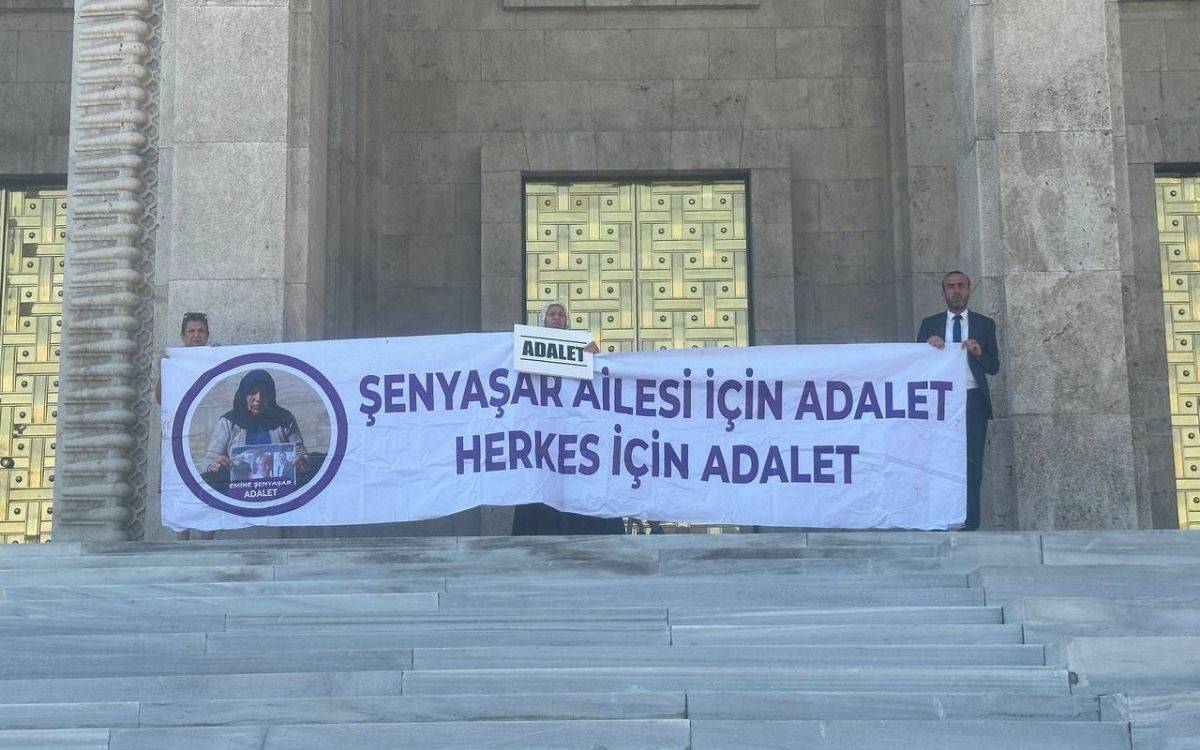 ADALET
ŞENYAŞAR AİLESİ İÇİN ADALET
HERKES İÇİN ADALET
EMİNE ŞENYAŞAR
ADALET